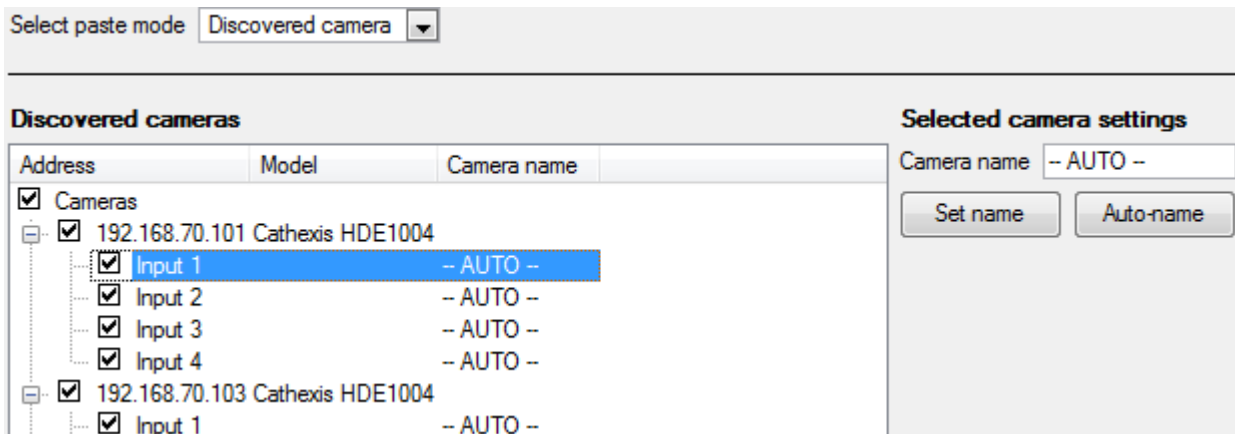 Select paste mode Discovered camera
Discovered cameras
Address Model Camera name
Cameras
192.168.70.101 Cathexis HDE1004
Input 1 -- AUTO --
Input 2 -- AUTO --
Input 3 -- AUTO --
Input 4 -- AUTO --
192.168.70.103 Cathexis HDE1004
Input 1 -- AUTO --
Selected camera settings
Camera name -- AUTO --
Set name Auto-name